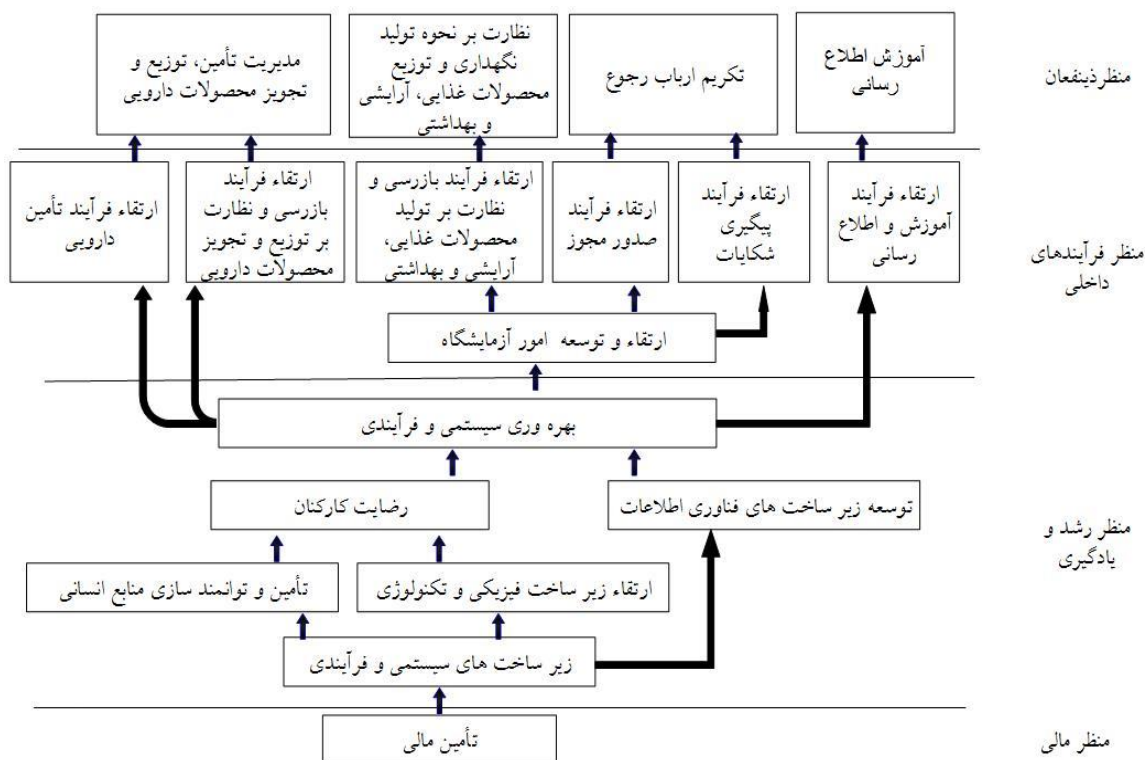 منظرذینفعان
آموزش اطلاع
رسانی
تکریم ارباب رجوع
نظارت بر نحوه تولید
نگهداری و توزیع
محصولات غذایی، آرایشی
و بهداشتی
مدیریت تأمین، توزیع و
تجویز محصولات دارویی
منظر فرآیندهای
داخلی
ارتقاء فرآیند
آموزش و اطلاع
رسانی
ارتقاء فرآیند
پیگیری
شکایات
ارتقاء فرآیند
صدور مجوز
ارتقاء فرآیند بازرسی و
نظارت بر تولید
محصولات غذایی،
آرایشی و بهداشتی
ارتقاء فرآیند
بازرسی و نظارت
بر توزیع و تجویز
محصولات دارویی
ارتقاء فرآیند تأمین
دارویی
ارتقاء و توسعه امور آزمایشگاه
منظر رشد و
یادگیری
بهره وری سیستمی و فرآیندی
توسعه زیر ساخت های فناوری اطلاعات
رضایت کارکنان
ارتقاء زیر ساخت فیزیکی و تکنولوژی
تأمین و توانمند سازی منابع انسانی
زیر ساخت های سیستمی و فرآیندی
منظر مالی
تأمین مالی